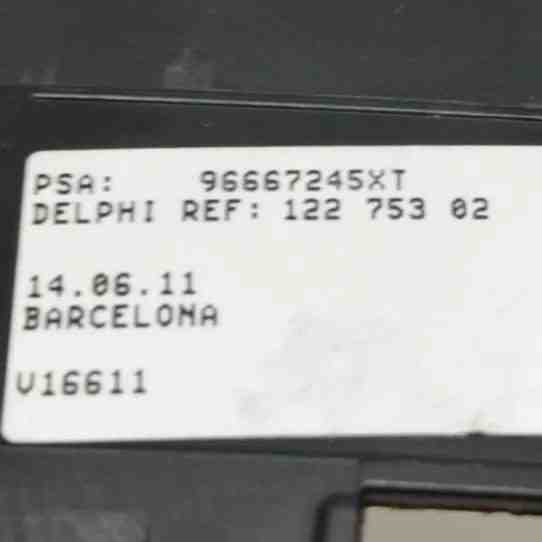 PSA: 96667245XT
DELPHI REF: 122 753 02
14.06.11
BARCELONA
V16611